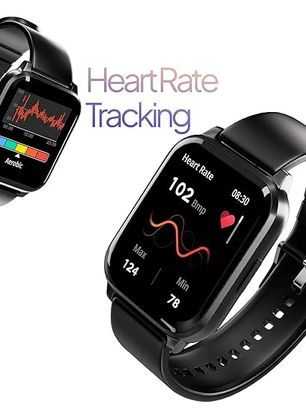 Heart Rate
Tracking
Aerobic
Heart Rate
08:30
102 Bmp
Max
124
Min
78